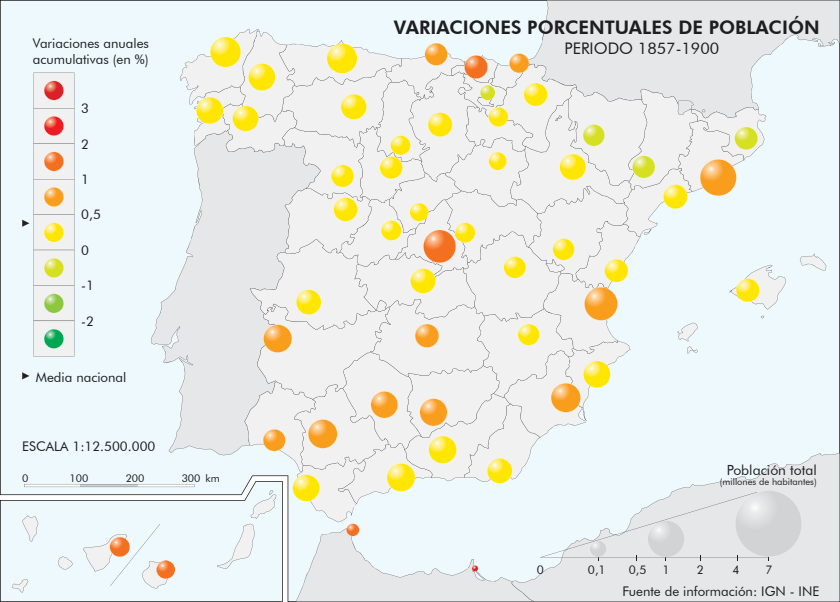 VARIACIONES PORCENTUALES DE POBLACIÓN
PERIODO 1857-1900
Variaciones anuales
acumulativas (en %)
3
2
1
0,5
0
-1
-2
Media nacional
ESCALA 1:12.500.000
0 100 200 300 km
Población total
(millones de habitantes)
0 0,1 0,5 1 2 4 7
Fuente de información: IGN - INE